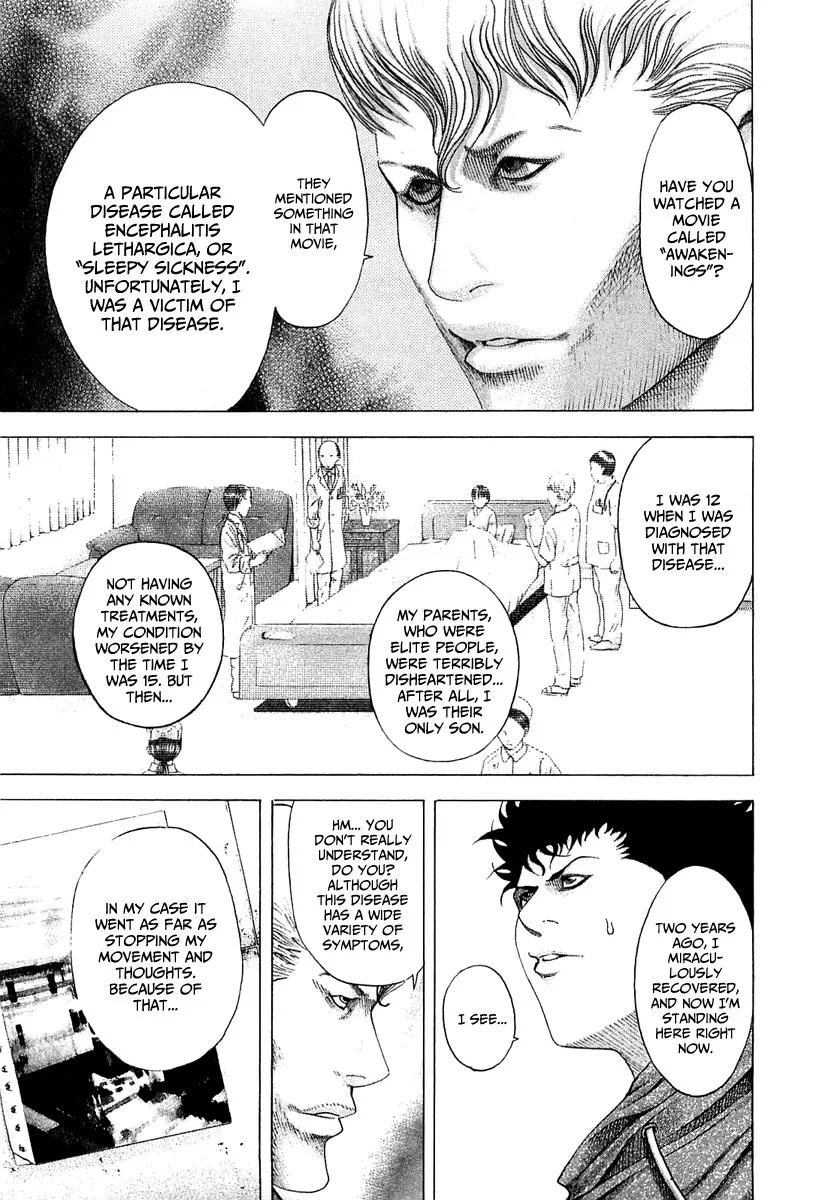 HAVE YOU
WATCHED A
MOVIE
CALLED
"AWAKEN-
INGS"?
THEY
MENTIONED
SOMETHING
IN THAT
MOVIE,
A PARTICULAR
DISEASE CALLED
ENCEPHALITIS
LETHARGICA, OR
"SLEEPY SICKNESS".
UNFORTUNATELY, I
WAS A VICTIM OF
THAT DISEASE.
I WAS 12
WHEN I WAS
DIAGNOSED
WITH THAT
DISEASE...
MY PARENTS,
WHO WERE
ELITE PEOPLE,
WERE TERRIBLY
DISHEARTENED...
AFTER ALL, I
WAS THEIR
ONLY SON.
NOT HAVING
ANY KNOWN
TREATMENTS,
MY CONDITION
WORSENED BY
THE TIME I
WAS 15. BUT
THEN...
TWO YEARS
AGO, I
MIRACU-
LOUSLY
RECOVERED,
AND NOW I'M
STANDING
HERE RIGHT
NOW.
I SEE...
HM... YOU
DON'T REALLY
UNDERSTAND,
DO YOU?
ALTHOUGH
THIS DISEASE
HAS A WIDE
VARIETY OF
SYMPTOMS,
IN MY CASE IT
WENT AS FAR AS
STOPPING MY
MOVEMENT AND
THOUGHTS.
BECAUSE OF
THAT...